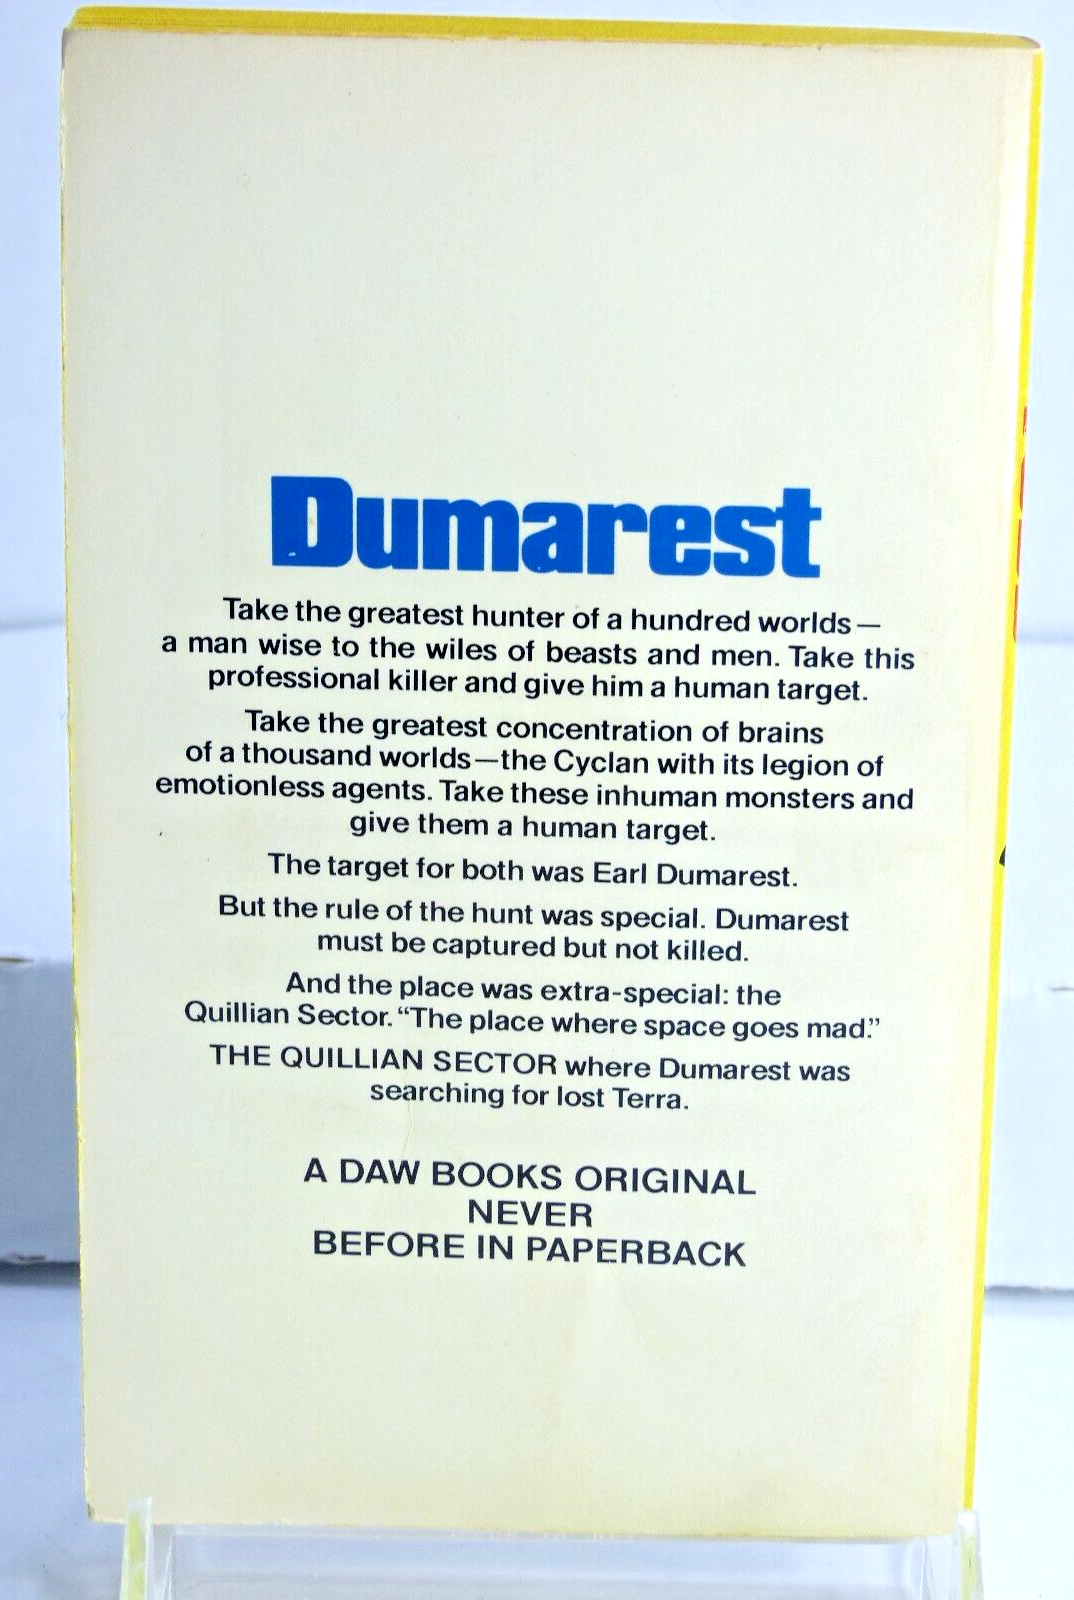 Dumarest
Take the greatest hunter of a hundred worlds—
a man wise to the wiles of beasts and men. Take this
professional killer and give him a human target.
Take the greatest concentration of brains
of a thousand worlds—the Cyclan with its legion of
emotionless agents. Take these inhuman monsters and
give them a human target.
The target for both was Earl Dumarest.
But the rule of the hunt was special. Dumarest
must be captured but not killed.
And the place was extra-special: the
Quillian Sector. “The place where space goes mad.”
THE QUILLIAN SECTOR where Dumarest was
searching for lost Terra.
A DAW BOOKS ORIGINAL
NEVER
BEFORE IN PAPERBACK